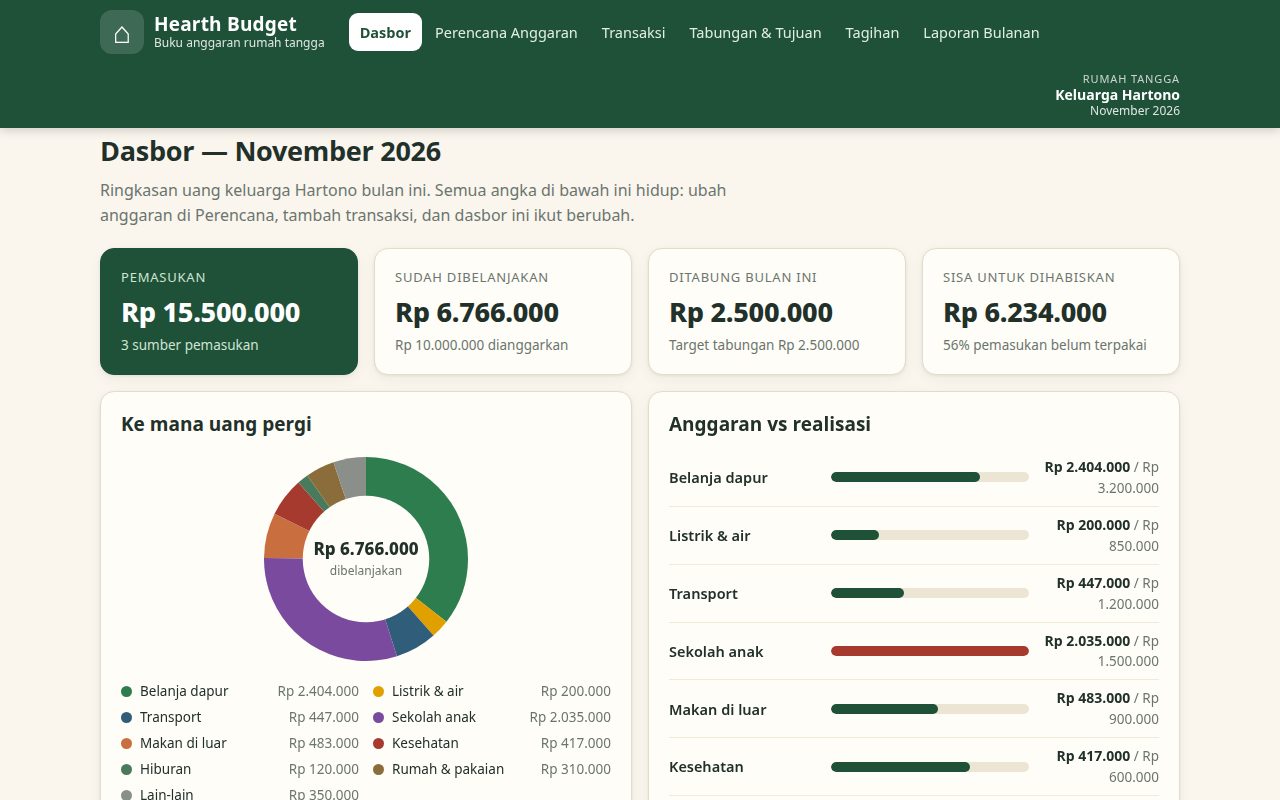 Hearth Budget
Buku anggaran rumah tangga
Dasbor
Perencana Anggaran
Transaksi
Tabungan & Tujuan
Tagihan
Laporan Bulanan
RUMAH TANGGA
Keluarga Hartono
November 2026
Dasbor — November 2026
Ringkasan uang keluarga Hartono bulan ini. Semua angka di bawah ini hidup: ubah
anggaran di Perencana, tambah transaksi, dan dasbor ini ikut berubah.
PEMASUKAN
Rp 15.500.000
3 sumber pemasukan
SUDAH DIBELANJAKAN
Rp 6.766.000
Rp 10.000.000 dianggarkan
DITABUNG BULAN INI
Rp 2.500.000
Target tabungan Rp 2.500.000
SISA UNTUK DIHABISKAN
Rp 6.234.000
56% pemasukan belum terpakai
Ke mana uang pergi
Rp 6.766.000
dibelanjakan
Belanja dapur Rp 2.404.000
Listrik & air Rp 200.000
Transport Rp 447.000
Sekolah anak Rp 2.035.000
Makan di luar Rp 483.000
Kesehatan Rp 417.000
Hiburan Rp 120.000
Rumah & pakaian Rp 310.000
Lain-lain Rp 350.000
Anggaran vs realisasi
Belanja dapur
Rp 2.404.000 / Rp
3.200.000
Listrik & air
Rp 200.000 / Rp
850.000
Transport
Rp 447.000 / Rp
1.200.000
Sekolah anak
Rp 2.035.000 / Rp
1.500.000
Makan di luar
Rp 483.000 / Rp
900.000
Kesehatan
Rp 417.000 / Rp
600.000